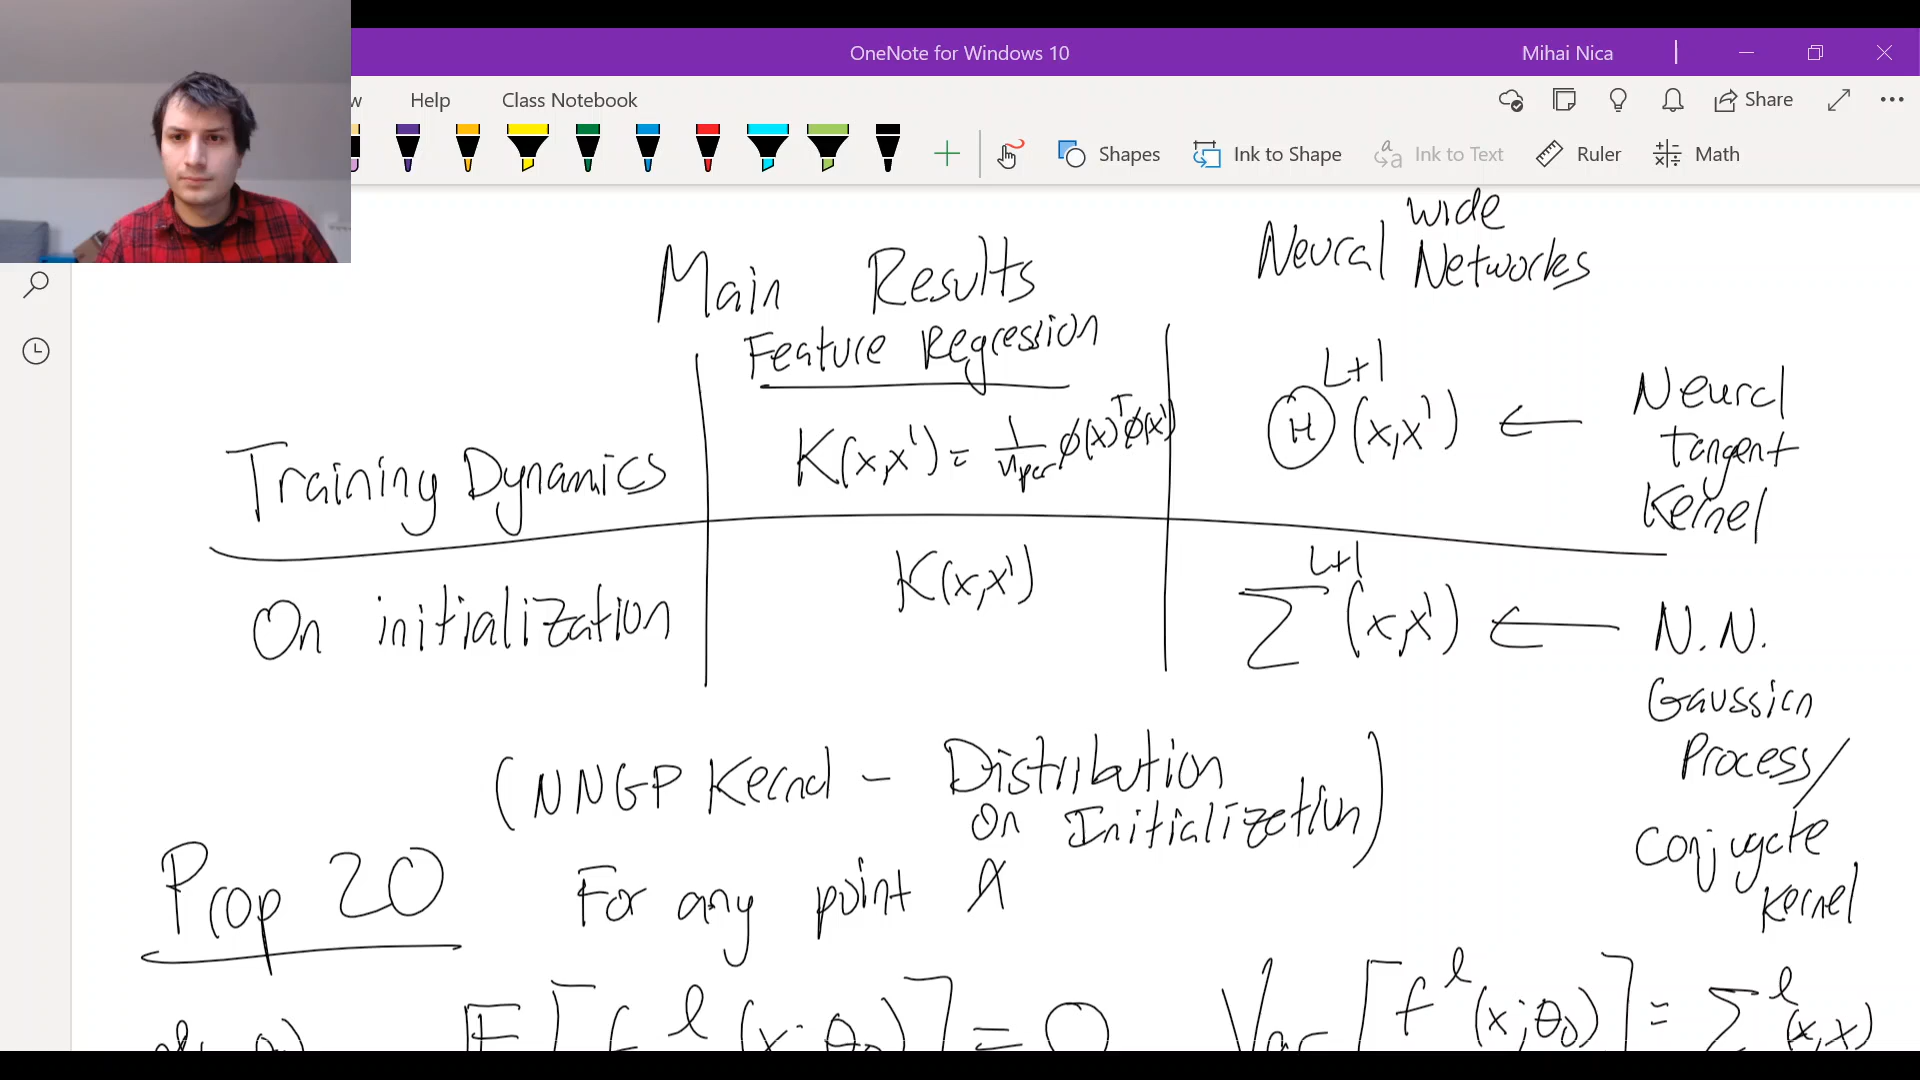 OneNote for Windows 10
Mihai Nica
w Help Class Notebook
Share
Shapes Ink to Shape Ink to Text Ruler Math
Neural wide Networks
Main Results
Feature Regression
Training Dynamics
K(x,x') = 1/n_par φ(x)ᵀφ(x')
Θ^{L+1}(x,x') ← Neural
Tangent
Kernel
On initialization
K(x,x')
Σ^{L+1}(x,x') ← N.N.
Gaussian
Process/
Conjugate
Kernel
(NNGP Kernel - Distribution
On Initialization)
Prop 20 For any point X
E[f^ℓ(x;θ₀)] = 0 Var[f^ℓ(x;θ₀)] = Σ^ℓ(x,x)